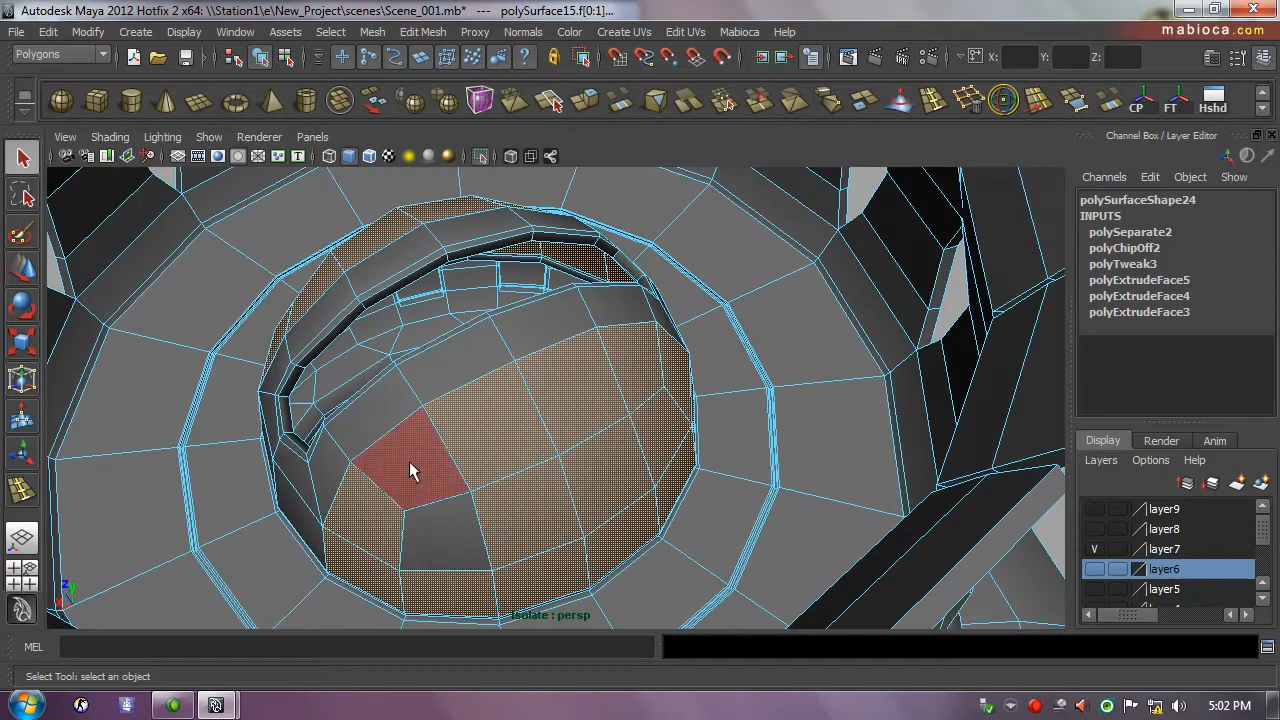 Autodesk Maya 2012 Hotfix 2 x64: \\Station1\e\New_Project\scenes\Scene_001.mb* --- polySurface15.f[0:1]...
File Edit Modify Create Display Window Assets Select Mesh Edit Mesh Proxy Normals Color Create UVs Edit UVs Mabioca Help
mabioca.com
Polygons
X: Y: Z:
CP FT Hshd
View Shading Lighting Show Renderer Panels
Channel Box / Layer Editor
Channels Edit Object Show
polySurfaceShape24
INPUTS
polySeparate2
polyChipOff2
polyTweak3
polyExtrudeFace5
polyExtrudeFace4
polyExtrudeFace3
Display Render Anim
Layers Options Help
layer9
layer8
V layer7
layer6
layer5
z y
x
Isolate : persp
MEL
Select Tool: select an object
5:02 PM